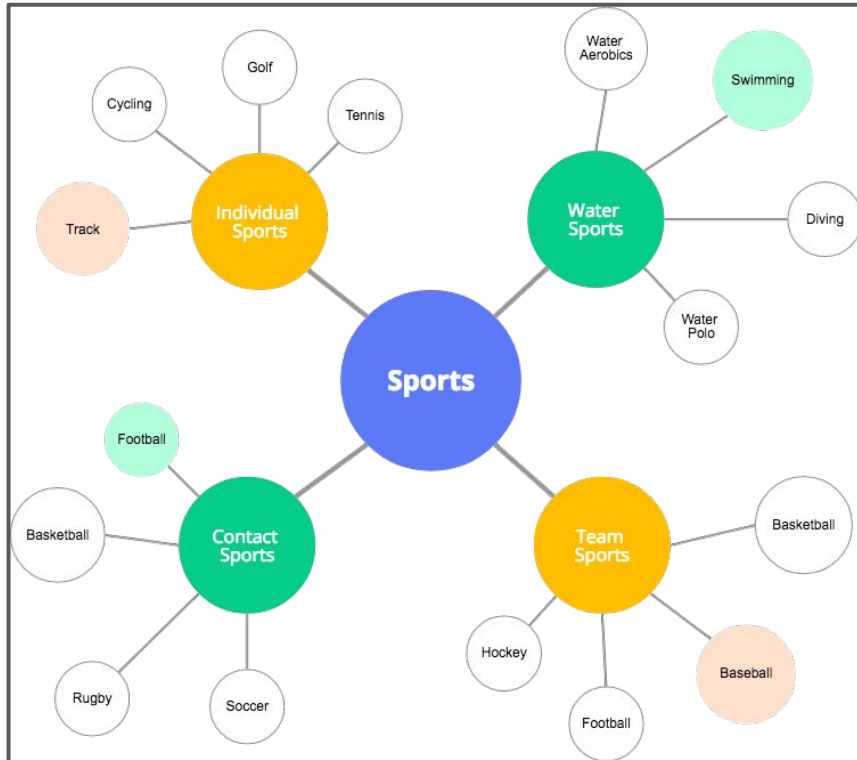 Water
Aerobics
Golf
Swimming
Cycling
Tennis
Individual
Sports
Water
Sports
Track
Diving
Water
Polo
Sports
Football
Basketball
Contact
Sports
Team
Sports
Basketball
Hockey
Baseball
Rugby
Soccer
Football